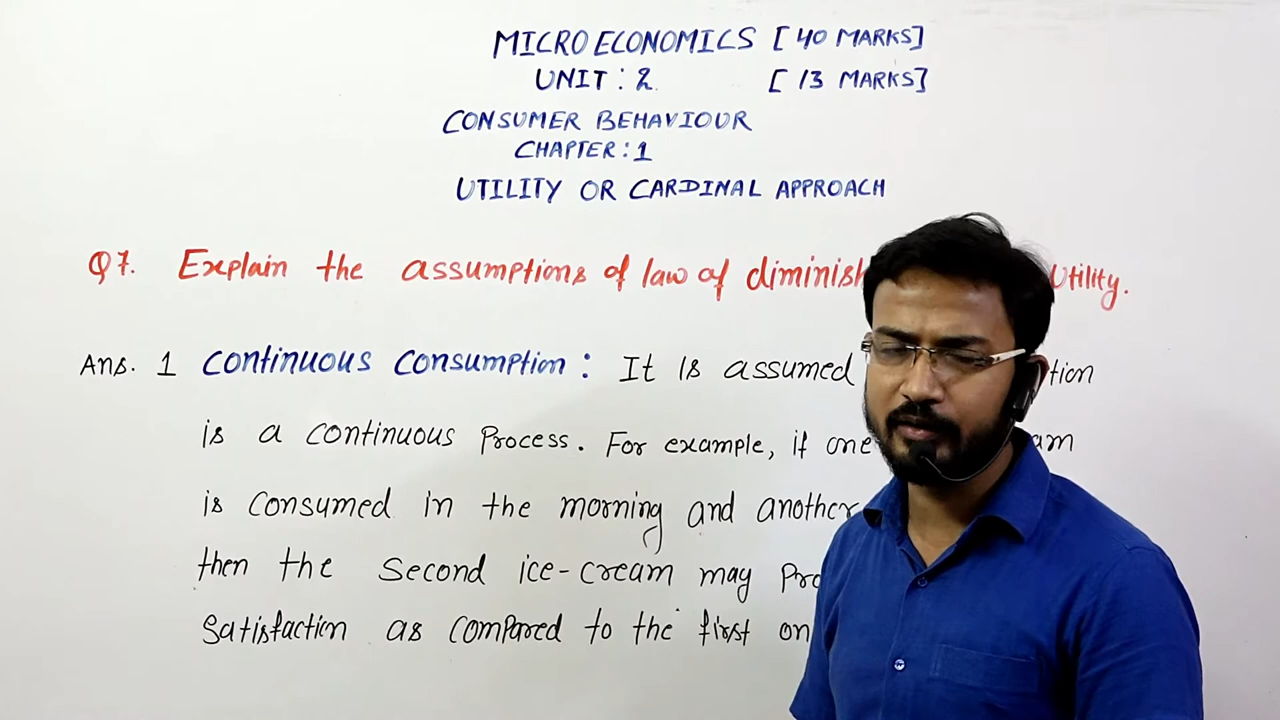 MICRO ECONOMICS [40 MARKS]
UNIT : 2 [13 MARKS]
CONSUMER BEHAVIOUR
CHAPTER : 1
UTILITY OR CARDINAL APPROACH
Q7. Explain the assumptions of law of diminish Utility.
Ans. 1 Continuous Consumption : It is assumed tion
is a continuous Process. For example, if one am
is consumed in the morning and another
then the second ice-cream may pro
satisfaction as compared to the first on